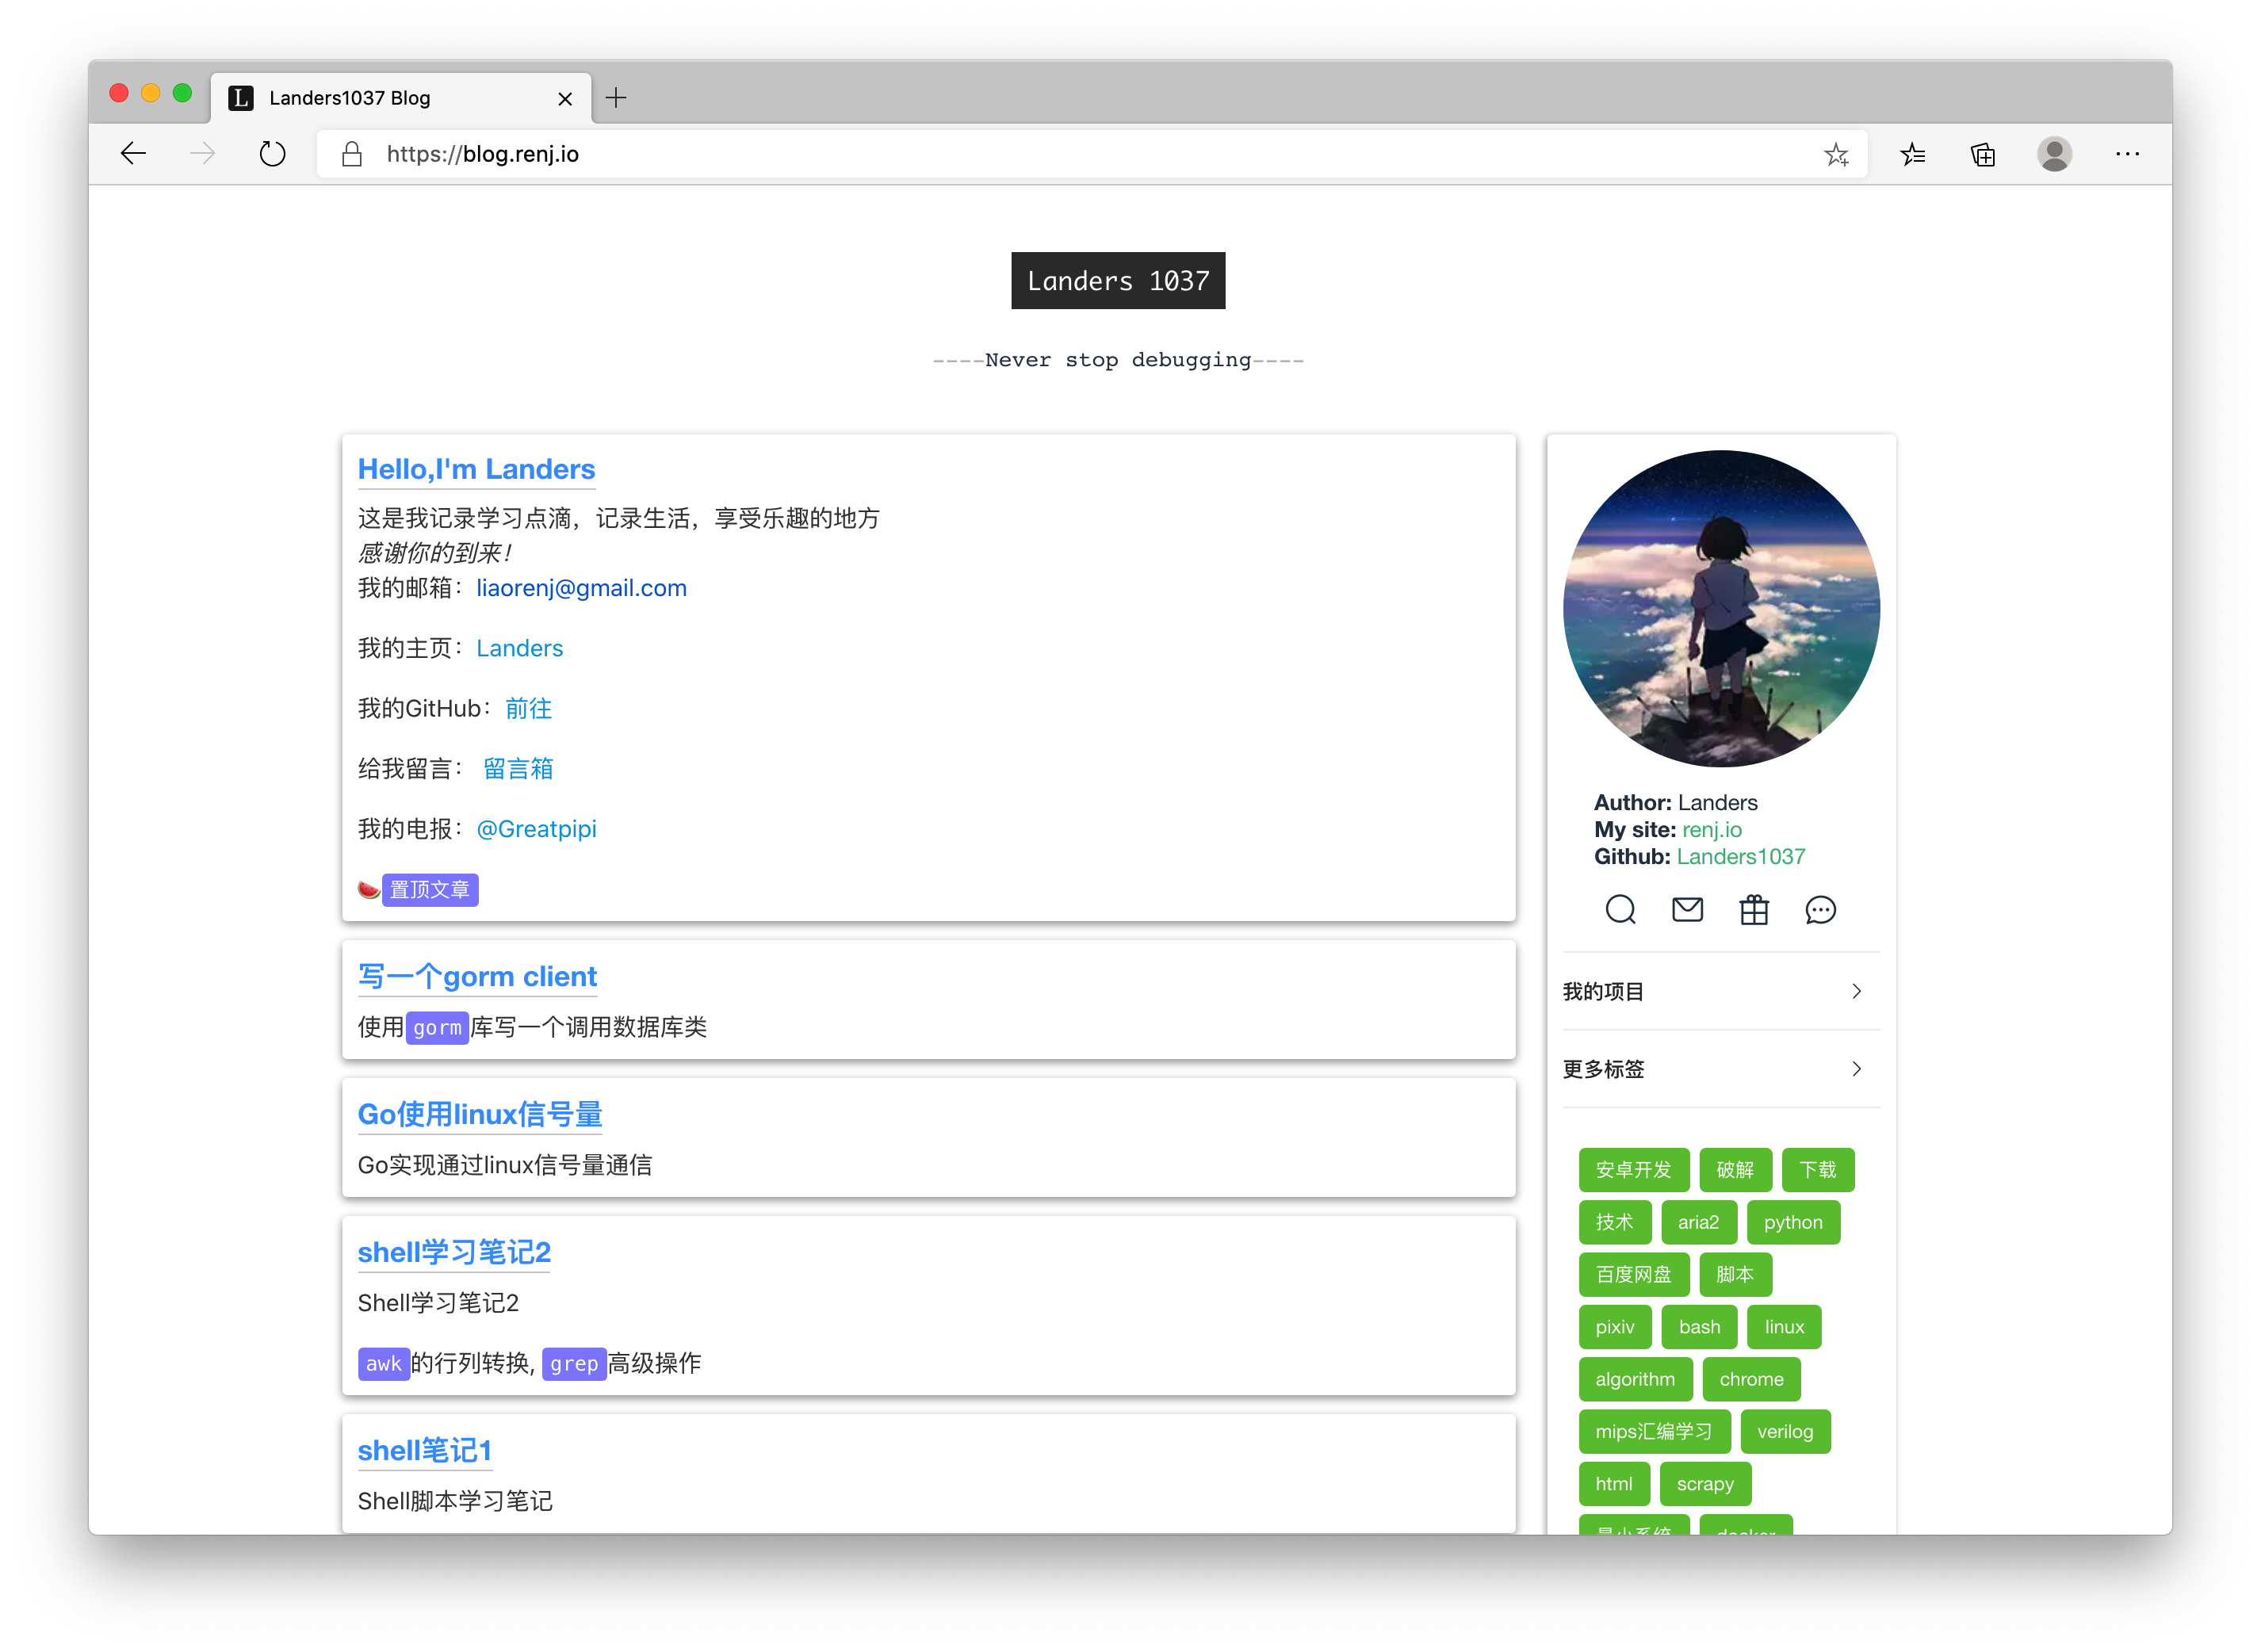 L Landers1037 Blog
https://blog.renj.io
Landers 1037
----Never stop debugging----
Hello,I'm Landers
这是我记录学习点滴，记录生活，享受乐趣的地方
感谢你的到来！
我的邮箱：liaorenj@gmail.com
我的主页：Landers
我的GitHub：前往
给我留言： 留言箱
我的电报：@Greatpipi
🍉置顶文章
写一个gorm client
使用gorm库写一个调用数据库类
Go使用linux信号量
Go实现通过linux信号量通信
shell学习笔记2
Shell学习笔记2
awk的行列转换, grep高级操作
shell笔记1
Shell脚本学习笔记
Author: Landers
My site: renj.io
Github: Landers1037
我的项目
更多标签
安卓开发 破解 下载
技术 aria2 python
百度网盘 脚本
pixiv bash linux
algorithm chrome
mips汇编学习 verilog
html scrapy
最小系统 docker